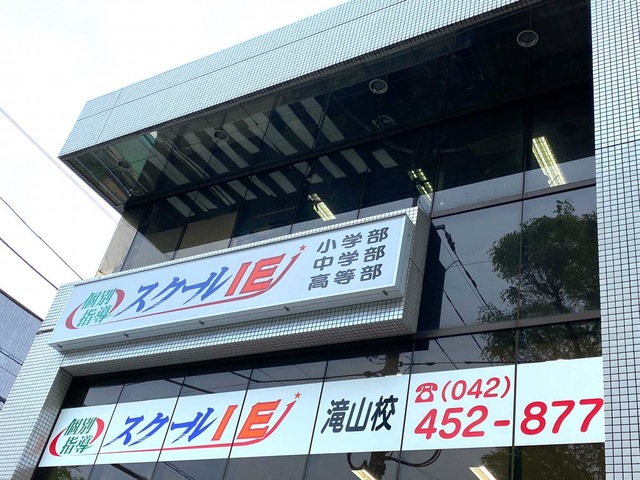 個別
指導
スクールIE
小学部
中学部
高等部
個別
指導
スクールIE
滝山校
☎(042)
452-877